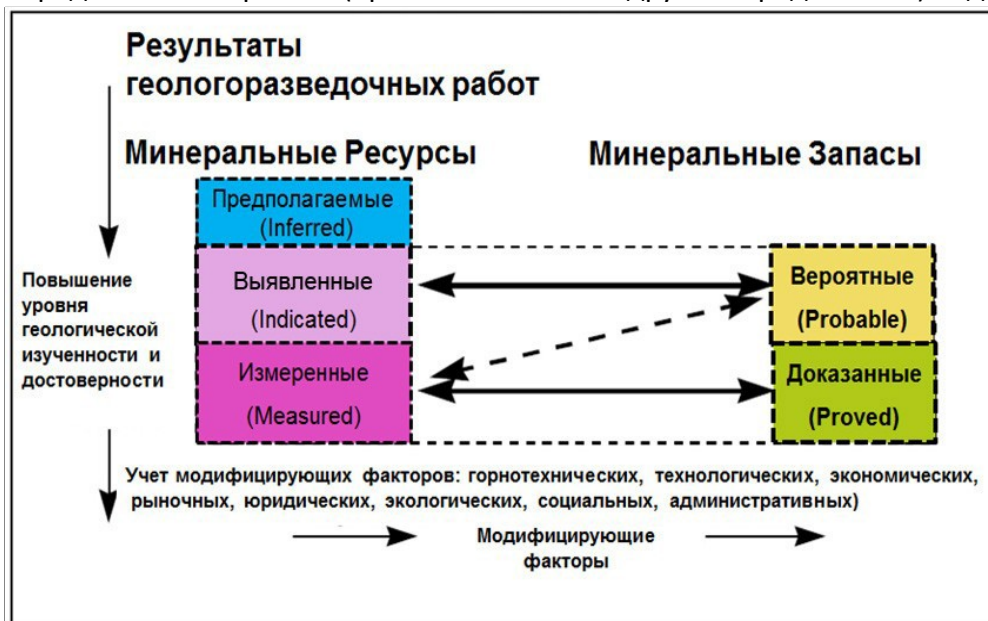 Результаты
геологоразведочных работ
Минеральные Ресурсы
Минеральные Запасы
Предполагаемые
(Inferred)
Выявленные
(Indicated)
Измеренные
(Measured)
Вероятные
(Probable)
Доказанные
(Proved)
Повышение
уровня
геологической
изученности и
достоверности
Учет модифицирующих факторов: горнотехнических, технологических, экономических,
рыночных, юридических, экологических, социальных, административных)
Модифицирующие
факторы